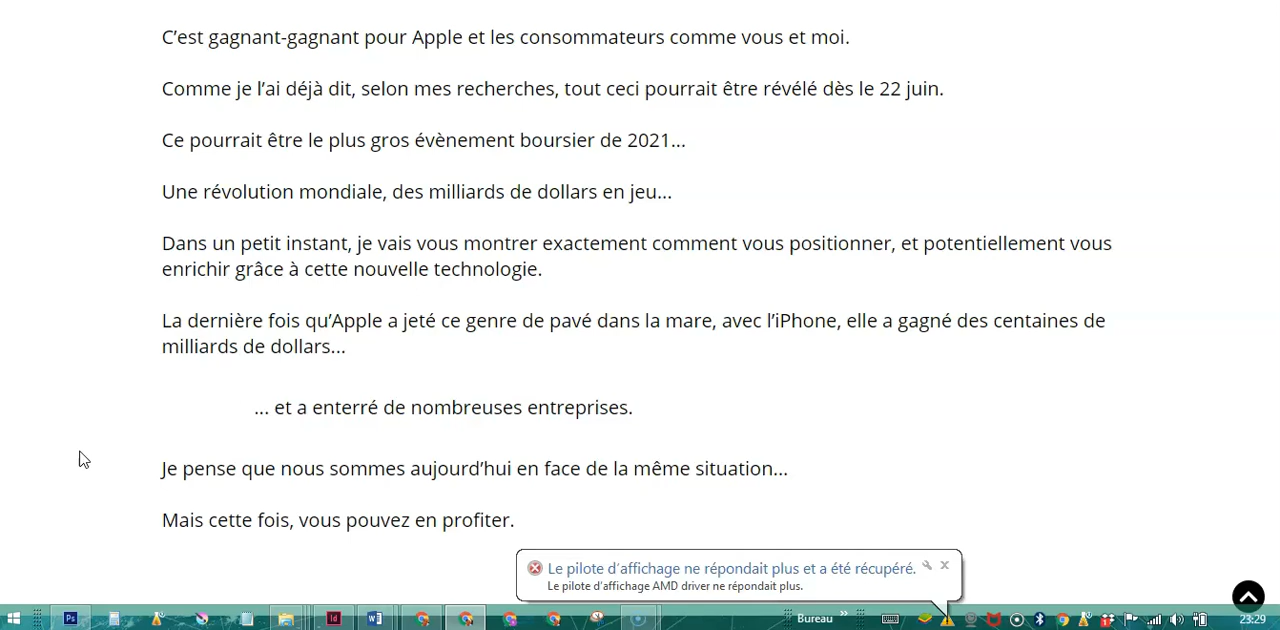 C’est gagnant-gagnant pour Apple et les consommateurs comme vous et moi.
Comme je l’ai déjà dit, selon mes recherches, tout ceci pourrait être révélé dès le 22 juin.
Ce pourrait être le plus gros évènement boursier de 2021...
Une révolution mondiale, des milliards de dollars en jeu...
Dans un petit instant, je vais vous montrer exactement comment vous positionner, et potentiellement vous
enrichir grâce à cette nouvelle technologie.
La dernière fois qu’Apple a jeté ce genre de pavé dans la mare, avec l’iPhone, elle a gagné des centaines de
milliards de dollars...
... et a enterré de nombreuses entreprises.
Je pense que nous sommes aujourd’hui en face de la même situation...
Mais cette fois, vous pouvez en profiter.
Le pilote d’affichage ne répondait plus et a été récupéré.
Le pilote d’affichage AMD driver ne répondait plus.
Ps
Id
W
Bureau
»
23:29